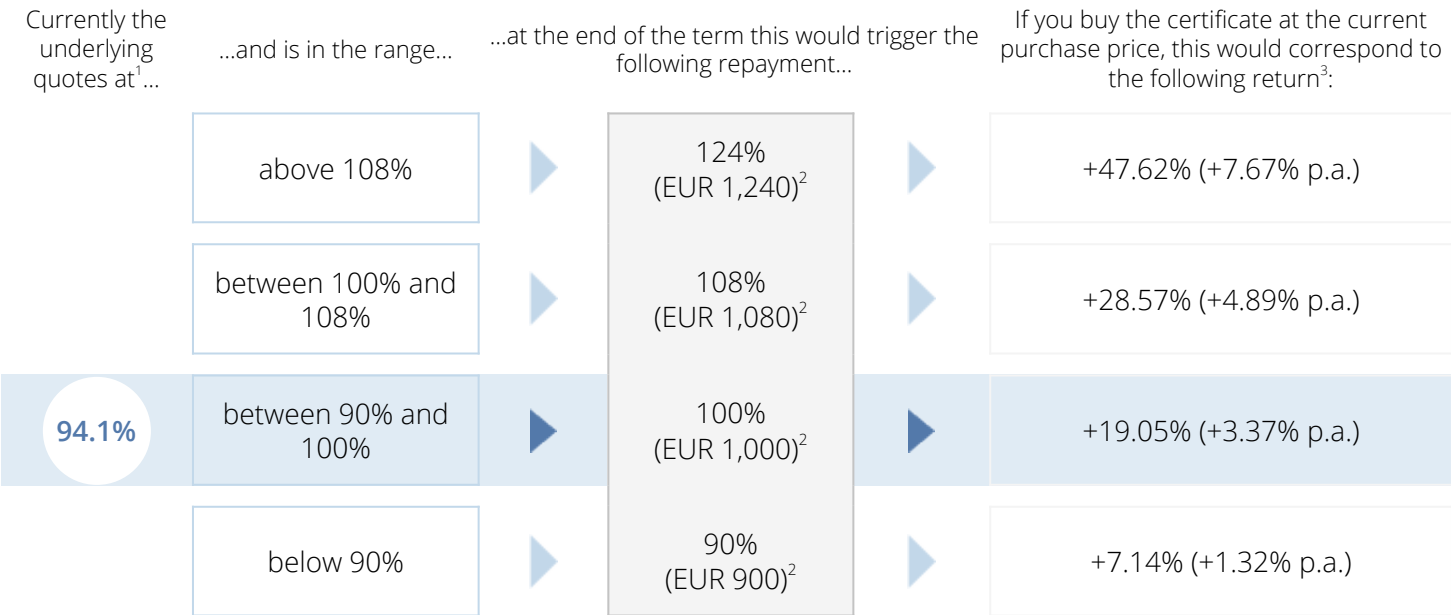 Currently the
underlying
quotes at¹...
...and is in the range...
...at the end of the term this would trigger the
following repayment...
If you buy the certificate at the current
purchase price, this would correspond to
the following return³:
above 108%
124%
(EUR 1,240)²
+47.62% (+7.67% p.a.)
between 100% and
108%
108%
(EUR 1,080)²
+28.57% (+4.89% p.a.)
94.1%
between 90% and
100%
100%
(EUR 1,000)²
+19.05% (+3.37% p.a.)
below 90%
90%
(EUR 900)²
+7.14% (+1.32% p.a.)